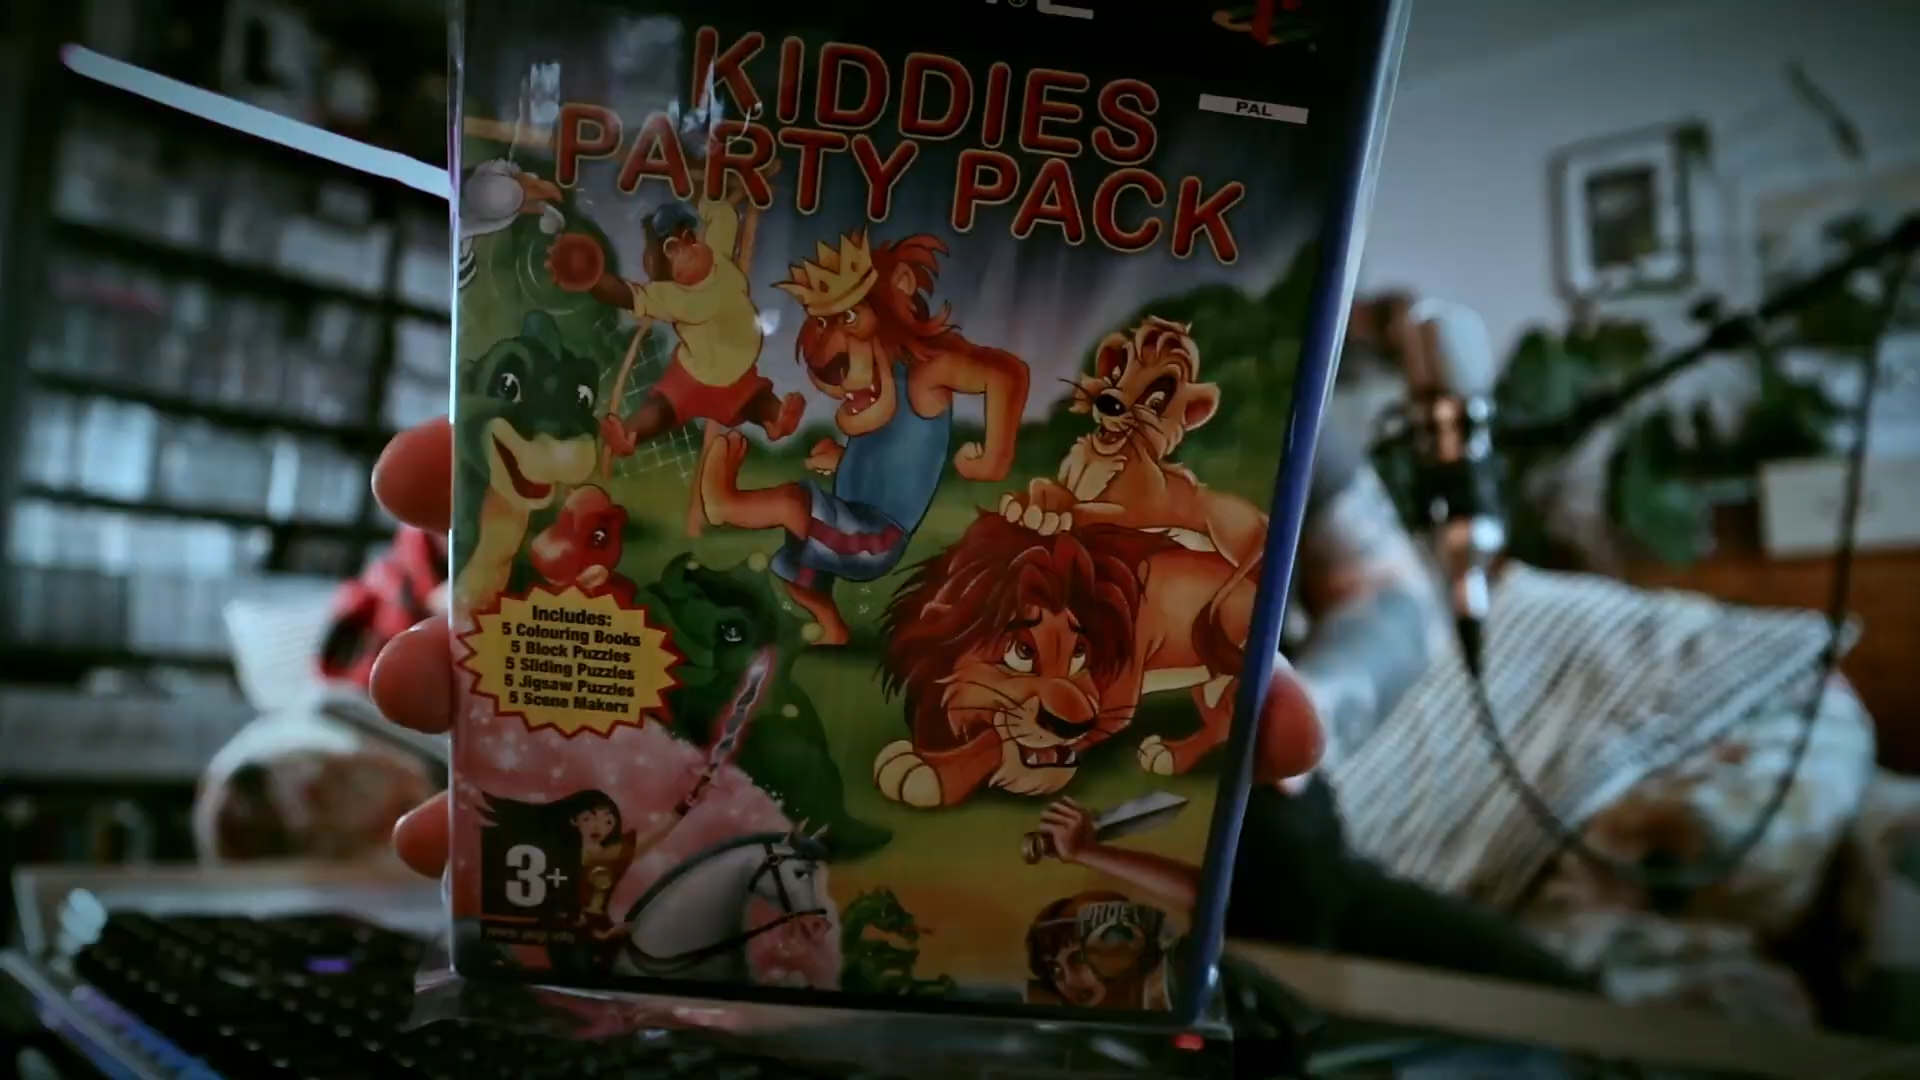 KIDDIES
PARTY PACK
PAL
Includes:
5 Colouring Books
5 Block Puzzles
5 Sliding Puzzles
5 Jigsaw Puzzles
5 Scene Makers
3+